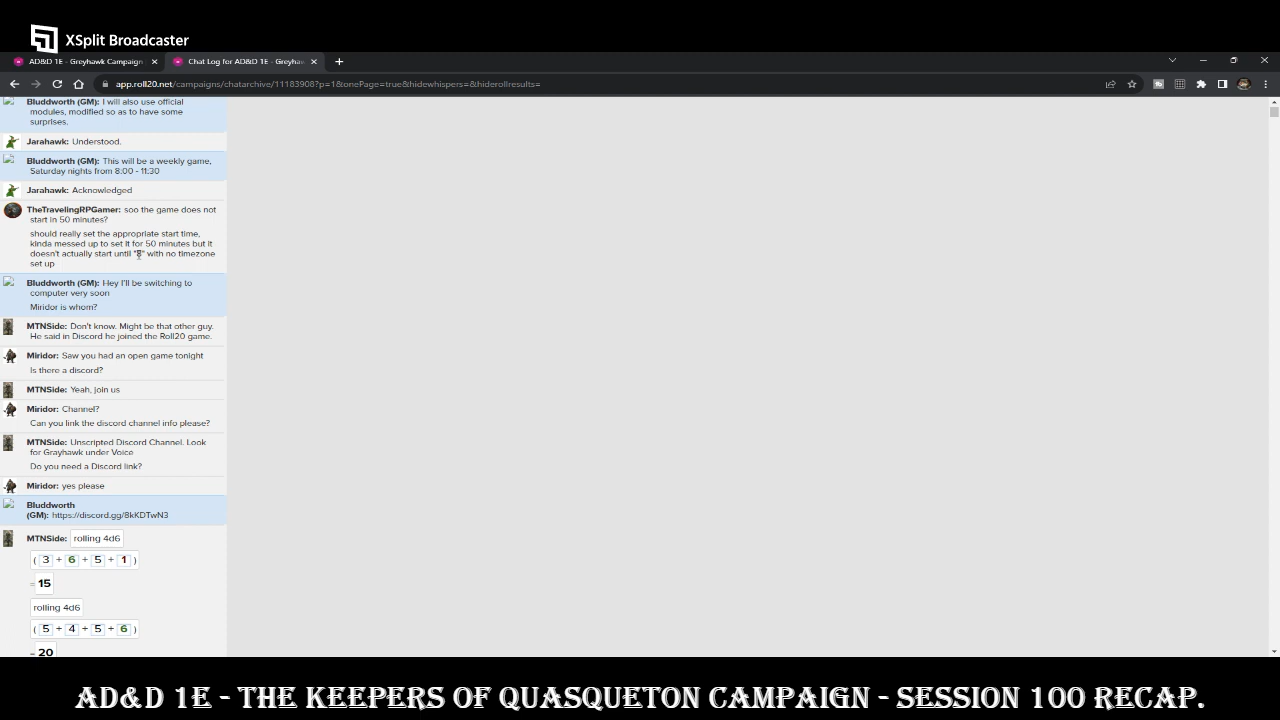 XSplit Broadcaster
AD&D 1E - Greyhawk Campaign
Chat Log for AD&D 1E - Greyhaw
app.roll20.net/campaigns/chatarchive/11183908?p=1&onePage=true&hidewhispers=&hiderollresults=
Bluddworth (GM): I will also use official
modules, modified so as to have some
surprises.
Jarahawk: Understood.
Bluddworth (GM): This will be a weekly game,
Saturday nights from 8:00 - 11:30
Jarahawk: Acknowledged
TheTravelingRPGamer: soo the game does not
start in 50 minutes?
should really set the appropriate start time,
kinda messed up to set it for 50 minutes but it
doesn't actually start until "8" with no timezone
set up
Bluddworth (GM): Hey I'll be switching to
computer very soon
Miridor is whom?
MTNSide: Don't know. Might be that other guy.
He said in Discord he joined the Roll20 game.
Miridor: Saw you had an open game tonight
Is there a discord?
MTNSide: Yeah, join us
Miridor: Channel?
Can you link the discord channel info please?
MTNSide: Unscripted Discord Channel. Look
for Grayhawk under Voice
Do you need a Discord link?
Miridor: yes please
Bluddworth
(GM): https://discord.gg/8kKDTwN3
MTNSide: rolling 4d6
( 3 + 6 + 5 + 1 )
= 15
rolling 4d6
( 5 + 4 + 5 + 6 )
= 20
AD&D 1E - THE KEEPERS OF QUASQUETON CAMPAIGN - SESSION 100 RECAP.